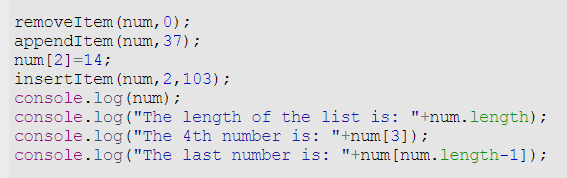 removeItem(num,0);
appendItem(num,37);
num[2]=14;
insertItem(num,2,103);
console.log(num);
console.log("The length of the list is: "+num.length);
console.log("The 4th number is: "+num[3]);
console.log("The last number is: "+num[num.length-1]);